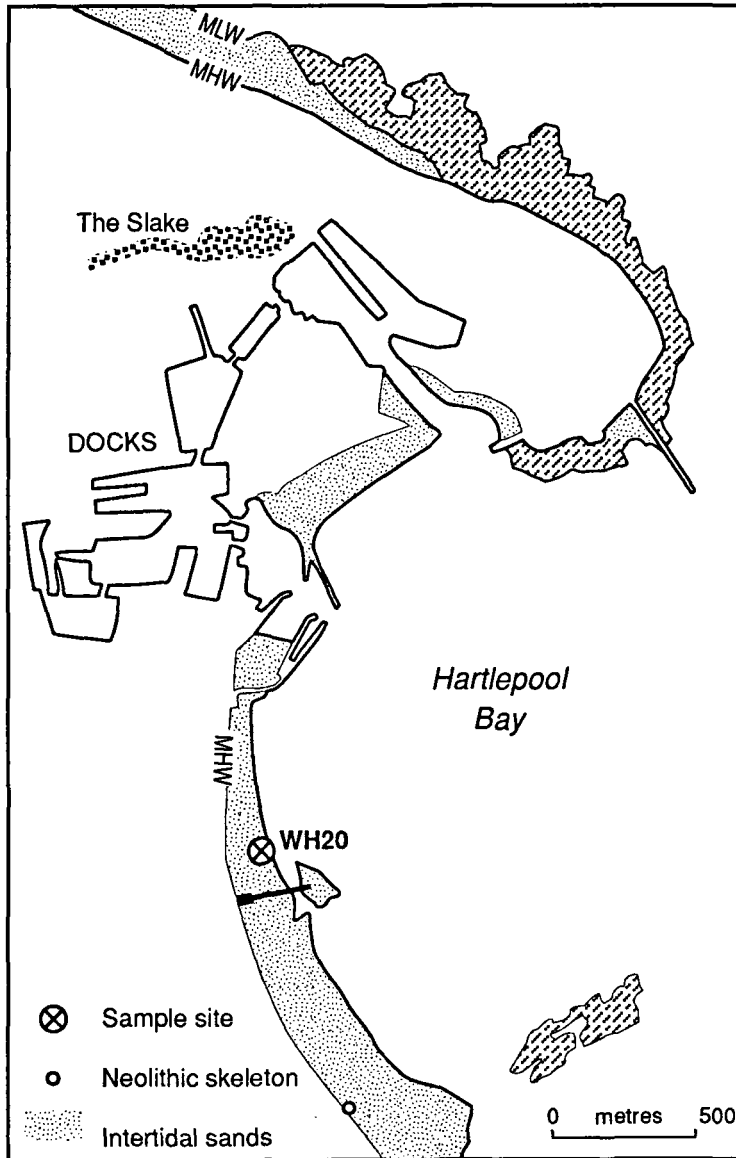 MLW
MHW
The Slake
DOCKS
Hartlepool
Bay
MHW
WH20
Sample site
Neolithic skeleton
Intertidal sands
0 metres 500